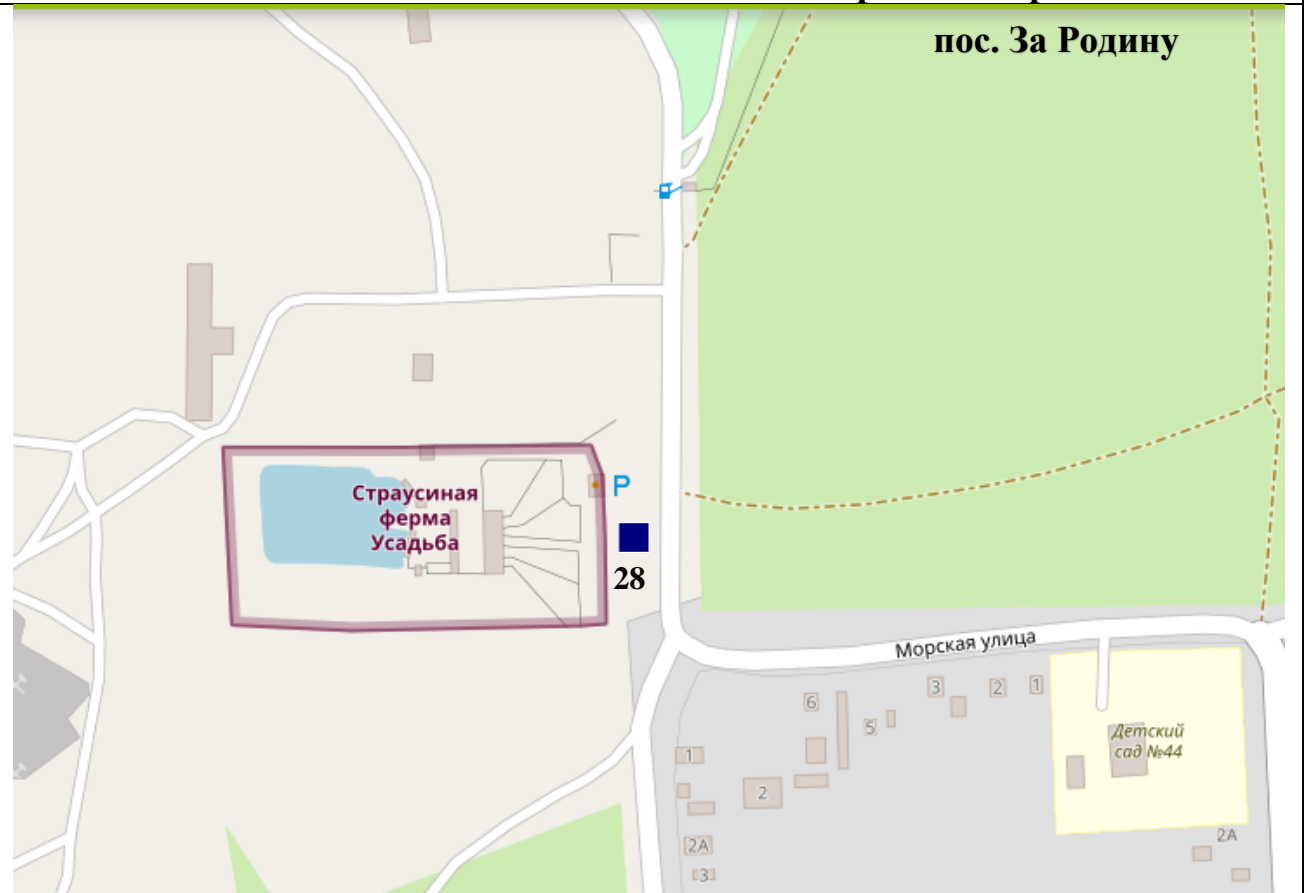 пос. За Родину
P
Страусиная
ферма
Усадьба
28
Морская улица
6
3
2
1
5
Детский
сад №44
1
2
2А
2А
3